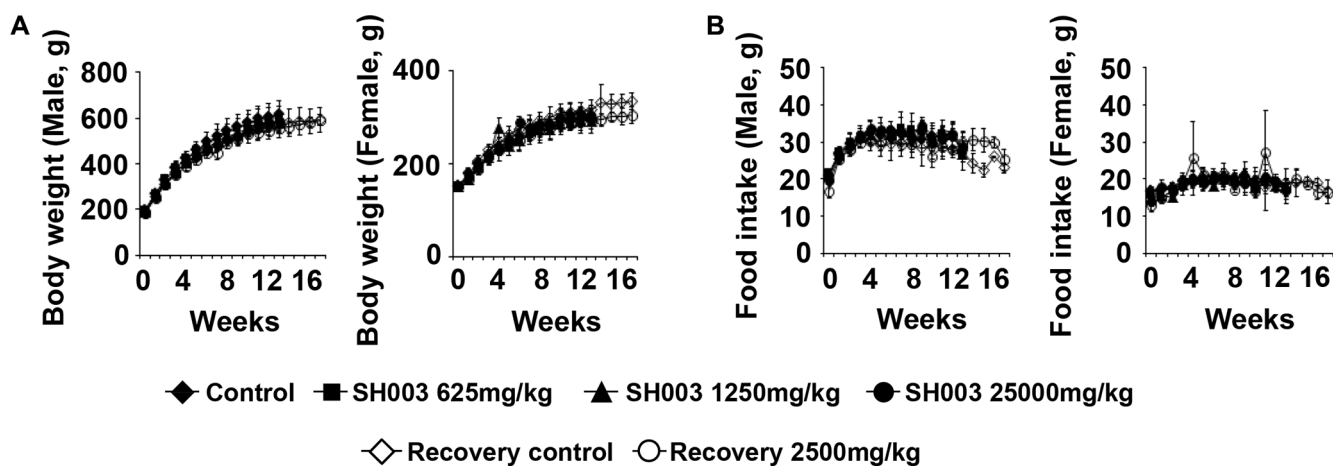 A
Body weight (Male, g)
800
600
400
200
0
0 4 8 12 16
Weeks
Body weight (Female, g)
400
200
0
0 4 8 12 16
Weeks
B
Food intake (Male, g)
50
40
30
20
10
0
0 4 8 12 16
Weeks
Food intake (Female, g)
50
40
30
20
10
0
0 4 8 12 16
Weeks
Control SH003 625mg/kg SH003 1250mg/kg SH003 25000mg/kg
Recovery control Recovery 2500mg/kg